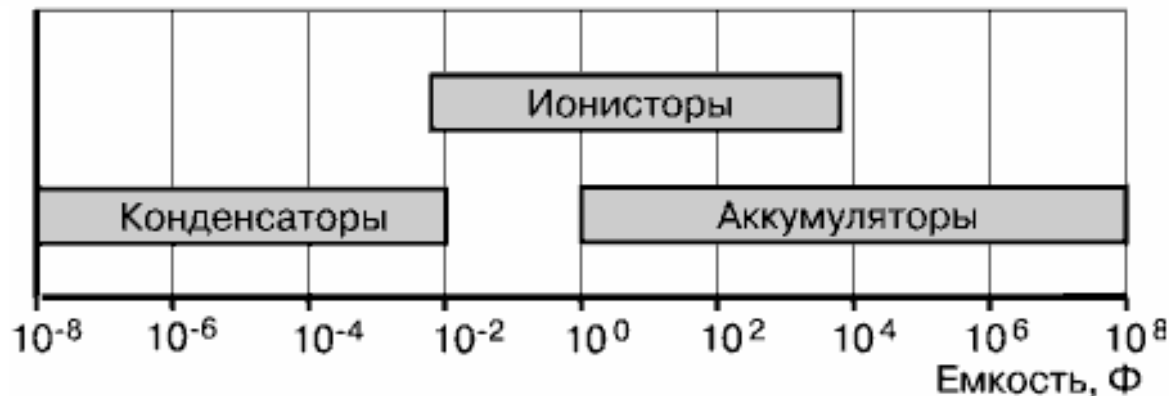 Ионисторы
Конденсаторы
Аккумуляторы
10⁻⁸ 10⁻⁶ 10⁻⁴ 10⁻² 10⁰ 10² 10⁴ 10⁶ 10⁸
Емкость, Ф